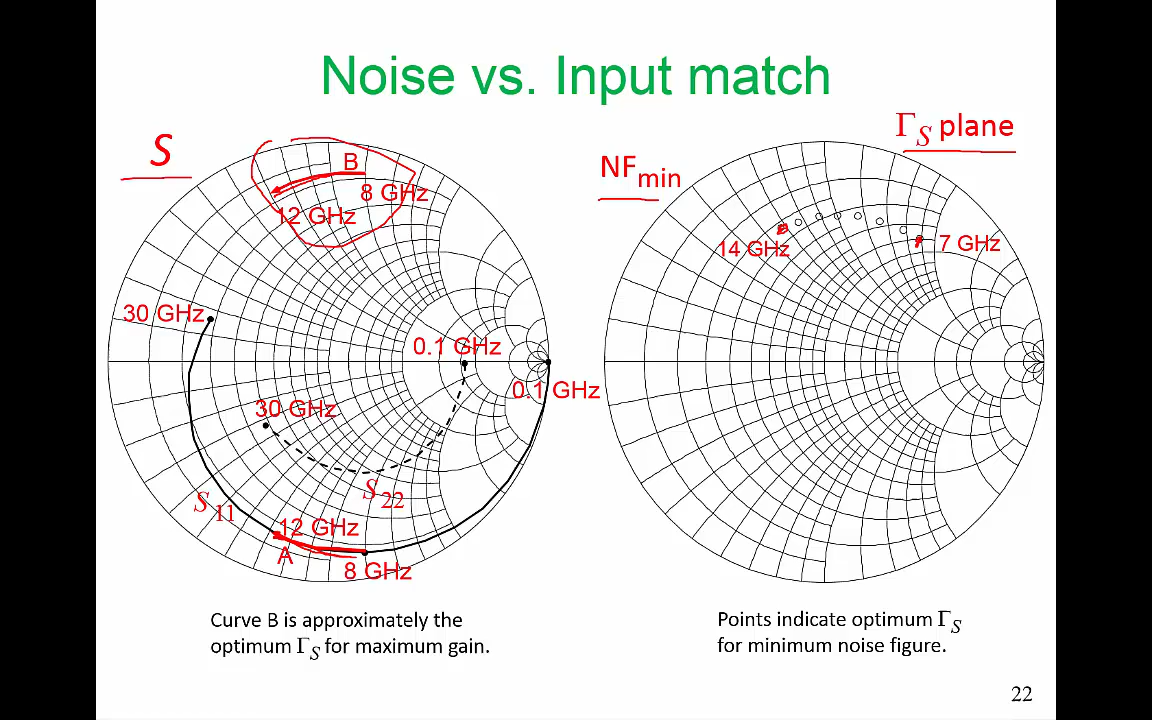 Noise vs. Input match
S
B
8 GHz
12 GHz
30 GHz
0.1 GHz
0.1 GHz
30 GHz
S22
S11
12 GHz
A
8 GHz
Curve B is approximately the
optimum ΓS for maximum gain.
ΓS plane
NFmin
14 GHz
7 GHz
Points indicate optimum ΓS
for minimum noise figure.
22